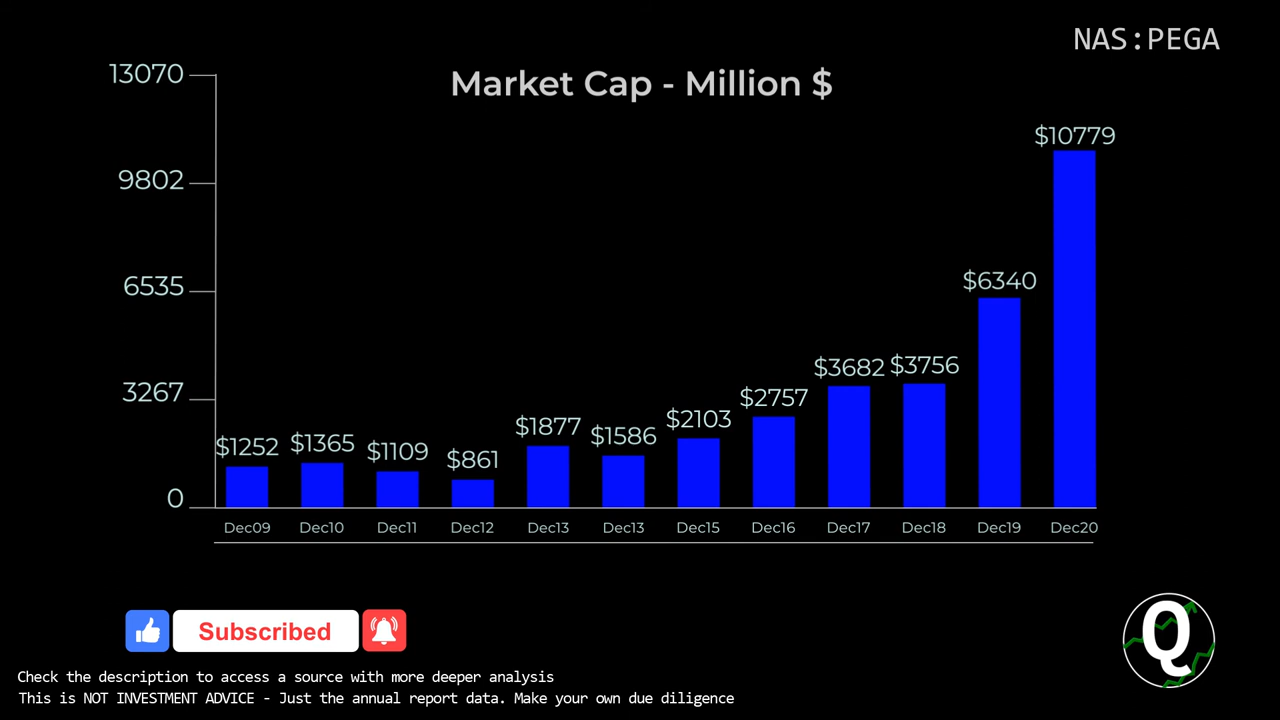 NAS:PEGA
Market Cap - Million $
13070
9802
6535
3267
0
$1252 $1365 $1109 $861 $1877 $1586 $2103 $2757 $3682 $3756 $6340 $10779
Dec09 Dec10 Dec11 Dec12 Dec13 Dec13 Dec15 Dec16 Dec17 Dec18 Dec19 Dec20
Subscribed
Q
Check the description to access a source with more deeper analysis
This is NOT INVESTMENT ADVICE - Just the annual report data. Make your own due diligence